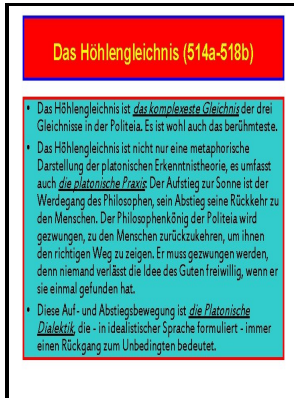 Das Höhlengleichnis (514a-518b)
• Das Höhlengleichnis ist das komplexeste Gleichnis der drei
Gleichnisse in der Politeia. Es ist wohl auch das berühmteste.
• Das Höhlengleichnis ist nicht nur eine metaphorische
Darstellung der platonischen Erkenntnistheorie, es umfasst
auch die platonische Praxis: Der Aufstieg zur Sonne ist der
Werdegang des Philosophen, sein Abstieg seine Rückkehr zu
den Menschen. Der Philosophenkönig der Politeia wird
gezwungen, zu den Menschen zurückzukehren, um ihnen
den richtigen Weg zu zeigen. Er muss gezwungen werden,
denn niemand verlässt die Idee des Guten freiwillig, wenn er
sie einmal gefunden hat.
• Diese Auf- und Abstiegsbewegung ist die Platonische
Dialektik, die - in idealistischer Sprache formuliert - immer
einen Rückgang zum Unbedingten bedeutet.